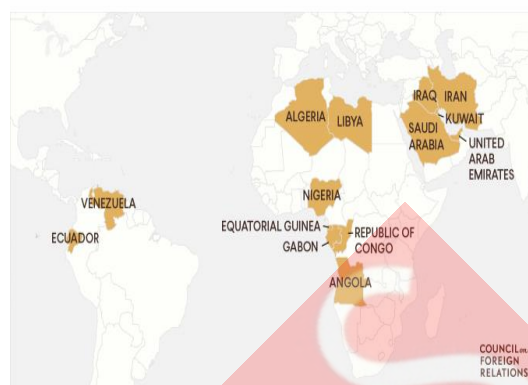 ALGERIA
LIBYA
IRAQ
IRAN
KUWAIT
SAUDI
ARABIA
UNITED
ARAB
EMIRATES
VENEZUELA
ECUADOR
NIGERIA
EQUATORIAL GUINEA
GABON
REPUBLIC OF
CONGO
ANGOLA
COUNCIL on
FOREIGN
RELATIONS